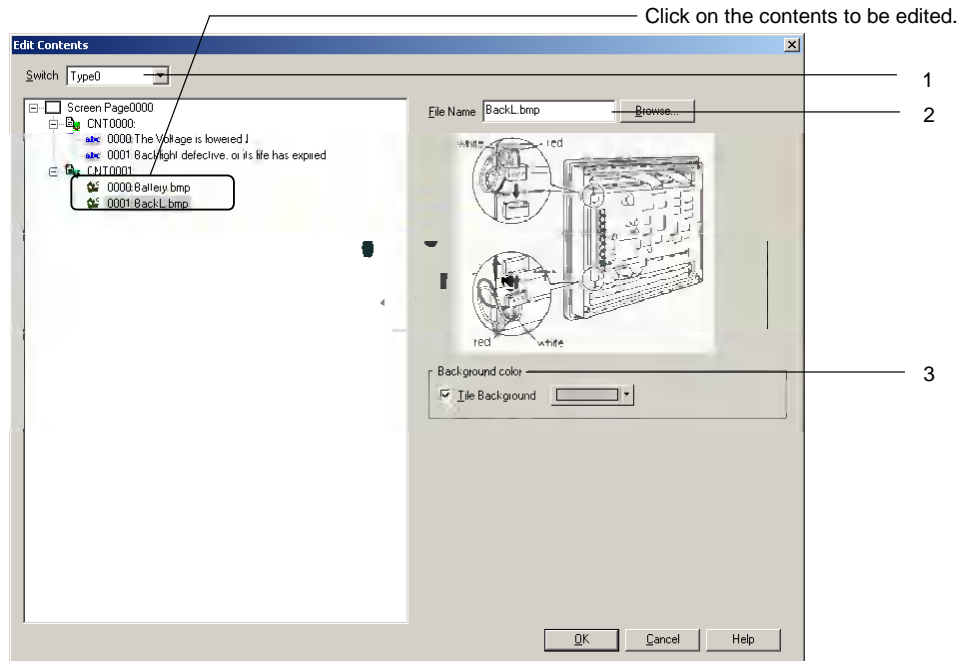 Click on the contents to be edited.
Edit Contents
Switch Type0
1
File Name BackL.bmp Browse...
2
Screen Page0000
CNT0000:
0000:The Voltage is lowered !
0001:Backlight defective, or its life has expired
CNT0001:
0000:Battery.bmp
0001:BackL.bmp
white red
red white
Background color
3
Tile Background
OK Cancel Help